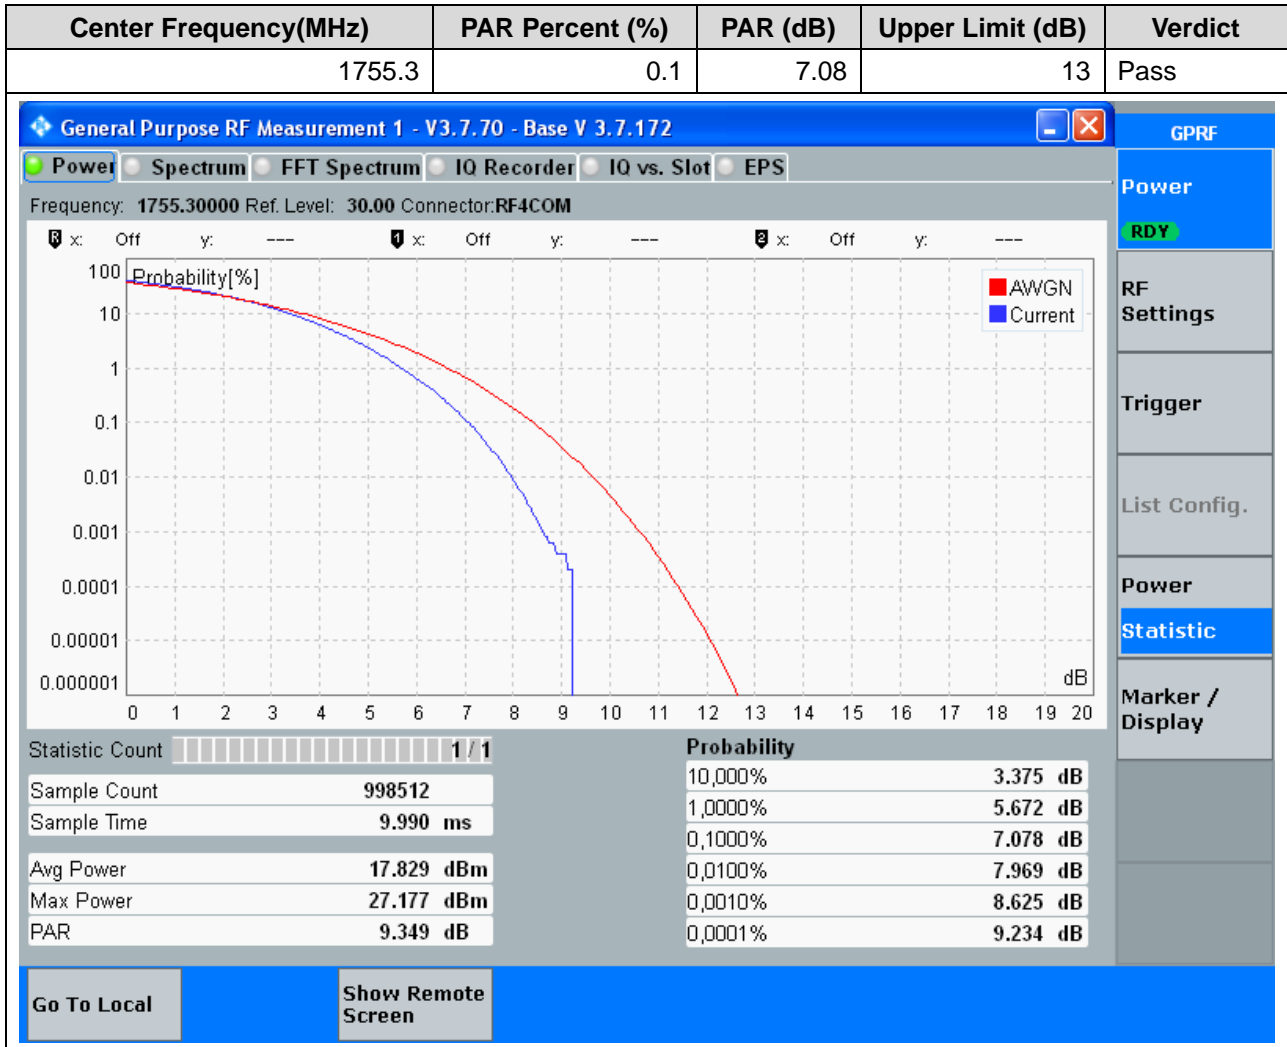 Center Frequency(MHz) PAR Percent (%) PAR (dB) Upper Limit (dB) Verdict
1755.3 0.1 7.08 13 Pass
General Purpose RF Measurement 1 - V3.7.70 - Base V 3.7.172
GPRF
Power Spectrum FFT Spectrum IQ Recorder IQ vs. Slot EPS
Frequency: 1755.30000 Ref. Level: 30.00 Connector:RF4COM
R x: Off y: --- 1 x: Off y: --- 2 x: Off y: ---
Probability[%]
AWGN
Current
100
10
1
0.1
0.01
0.001
0.0001
0.00001
0.000001
dB
0 1 2 3 4 5 6 7 8 9 10 11 12 13 14 15 16 17 18 19 20
Statistic Count 1 / 1
Sample Count 998512
Sample Time 9.990 ms
Avg Power 17.829 dBm
Max Power 27.177 dBm
PAR 9.349 dB
Probability
10,000% 3.375 dB
1,0000% 5.672 dB
0,1000% 7.078 dB
0,0100% 7.969 dB
0,0010% 8.625 dB
0,0001% 9.234 dB
Power
RDY
RF
Settings
Trigger
List Config.
Power
Statistic
Marker /
Display
Go To Local
Show Remote
Screen